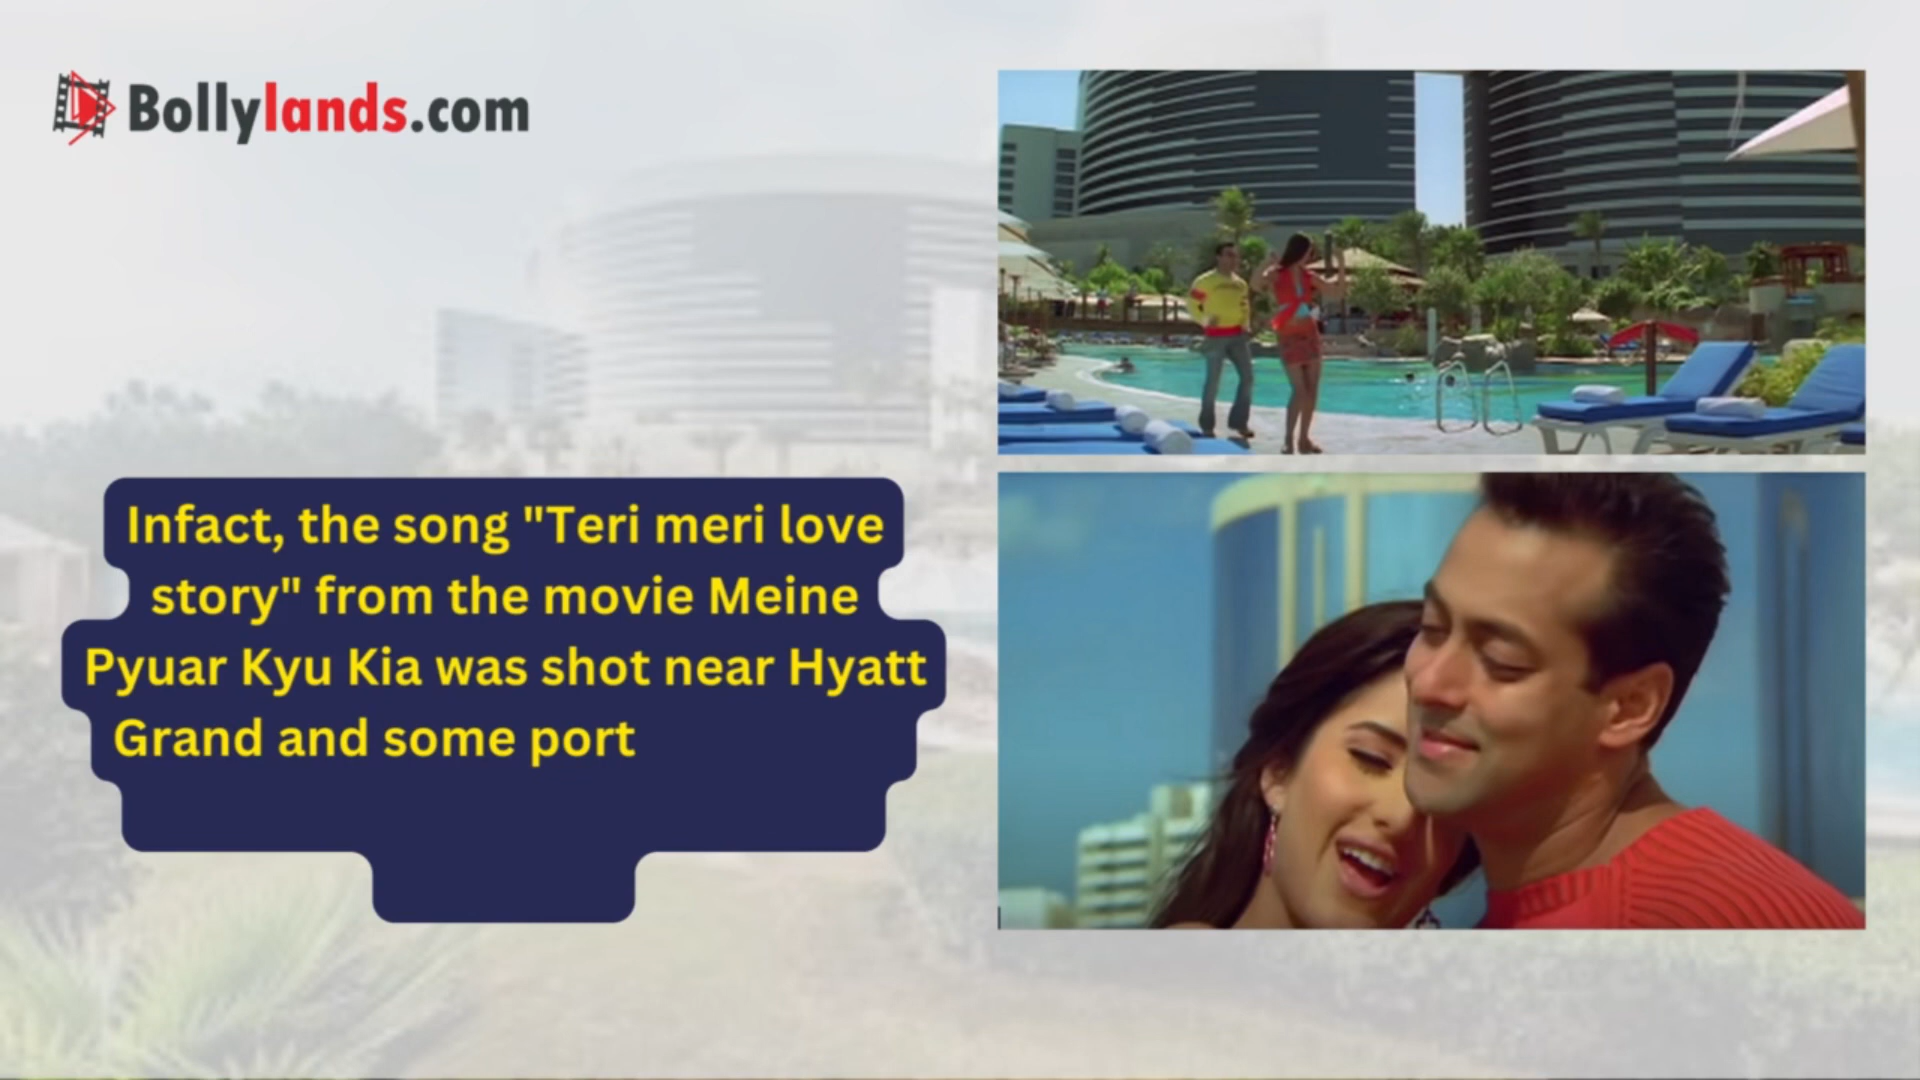 Bollylands.com
Infact, the song "Teri meri love
story" from the movie Meine
Pyuar Kyu Kia was shot near Hyatt
Grand and some port